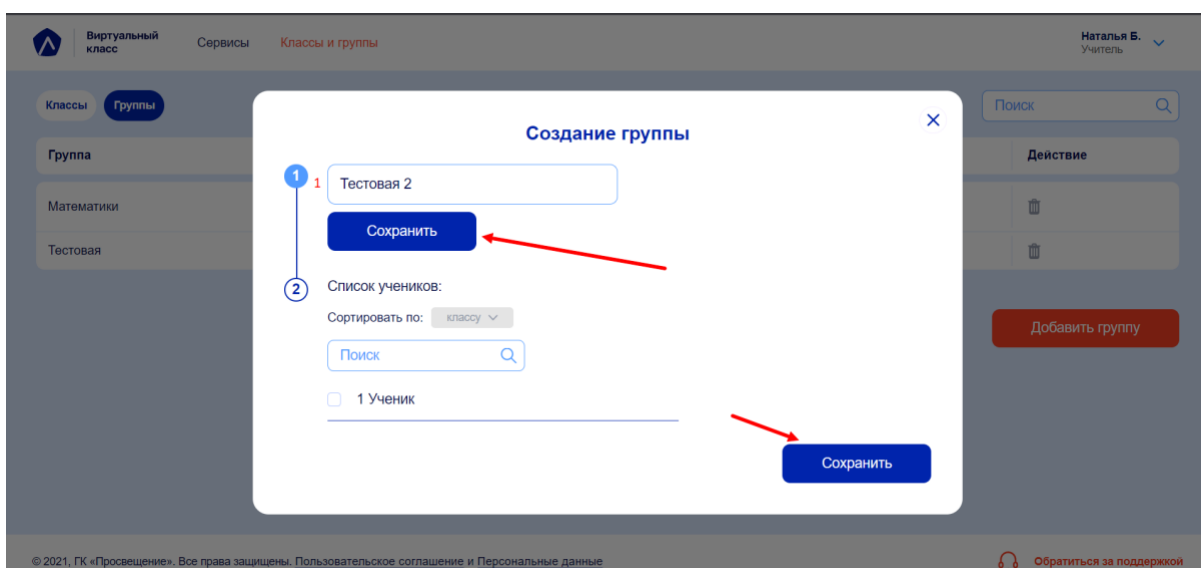 Виртуальный
класс
Сервисы
Классы и группы
Наталья Б.
Учитель
Классы
Группы
Поиск
Создание группы
Группа
Действие
1
1
Тестовая 2
Математики
Сохранить
Тестовая
2
Список учеников:
Сортировать по:
классу
Добавить группу
Поиск
1 Ученик
Сохранить
© 2021, ГК «Просвещение». Все права защищены. Пользовательское соглашение и Персональные данные
Обратиться за поддержкой